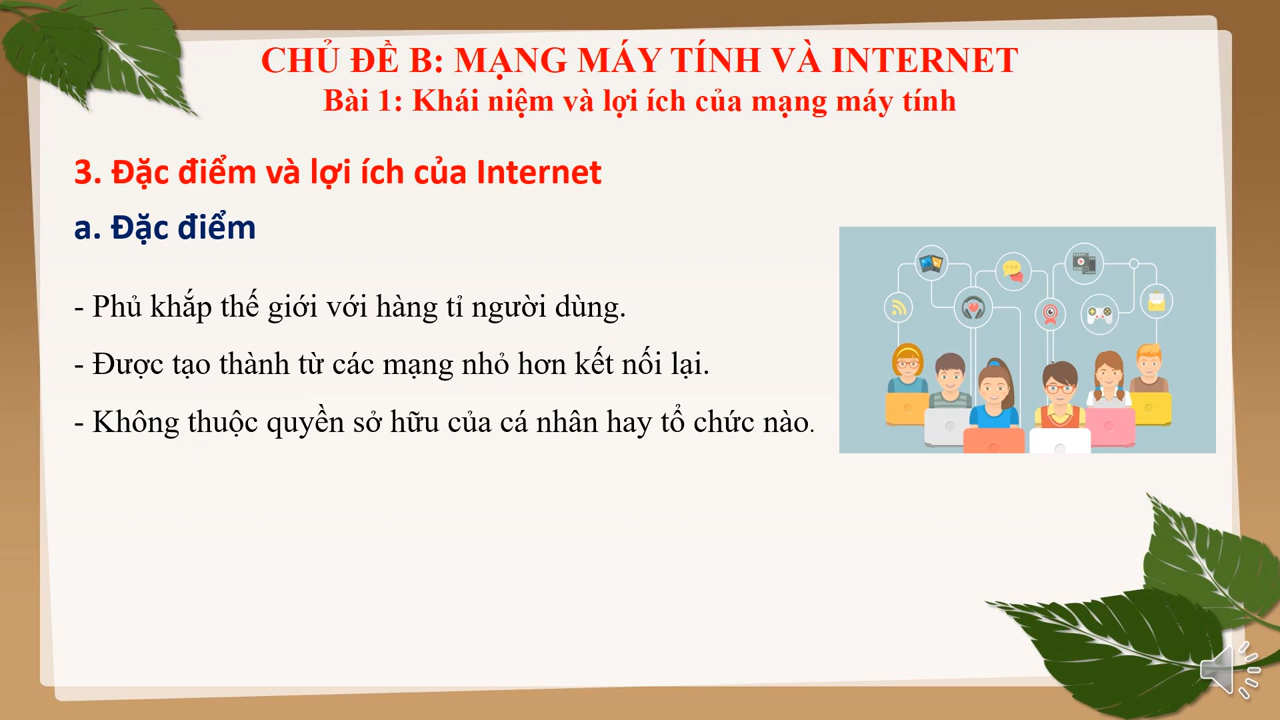 CHỦ ĐỀ B: MẠNG MÁY TÍNH VÀ INTERNET
Bài 1: Khái niệm và lợi ích của mạng máy tính
3. Đặc điểm và lợi ích của Internet
a. Đặc điểm
- Phủ khắp thế giới với hàng tỉ người dùng.
- Được tạo thành từ các mạng nhỏ hơn kết nối lại.
- Không thuộc quyền sở hữu của cá nhân hay tổ chức nào.